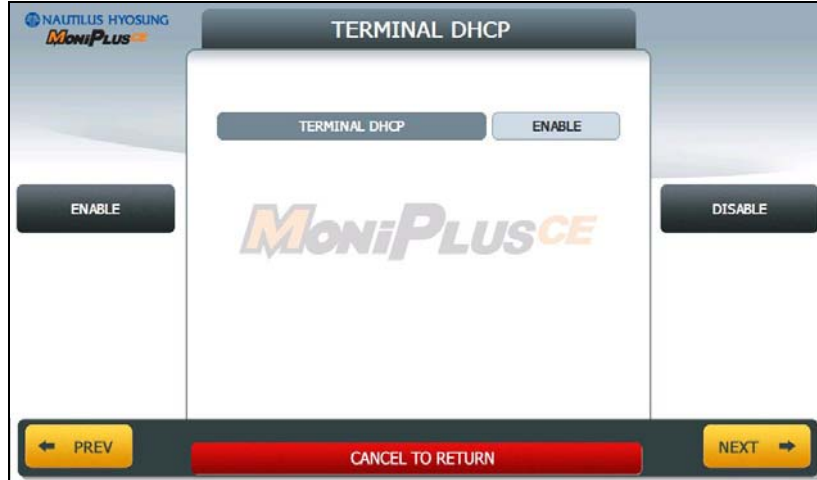 NAUTILUS HYOSUNG
MONiPLUSCE
TERMINAL DHCP
TERMINAL DHCP ENABLE
ENABLE
DISABLE
MONiPLUSCE
PREV
CANCEL TO RETURN
NEXT